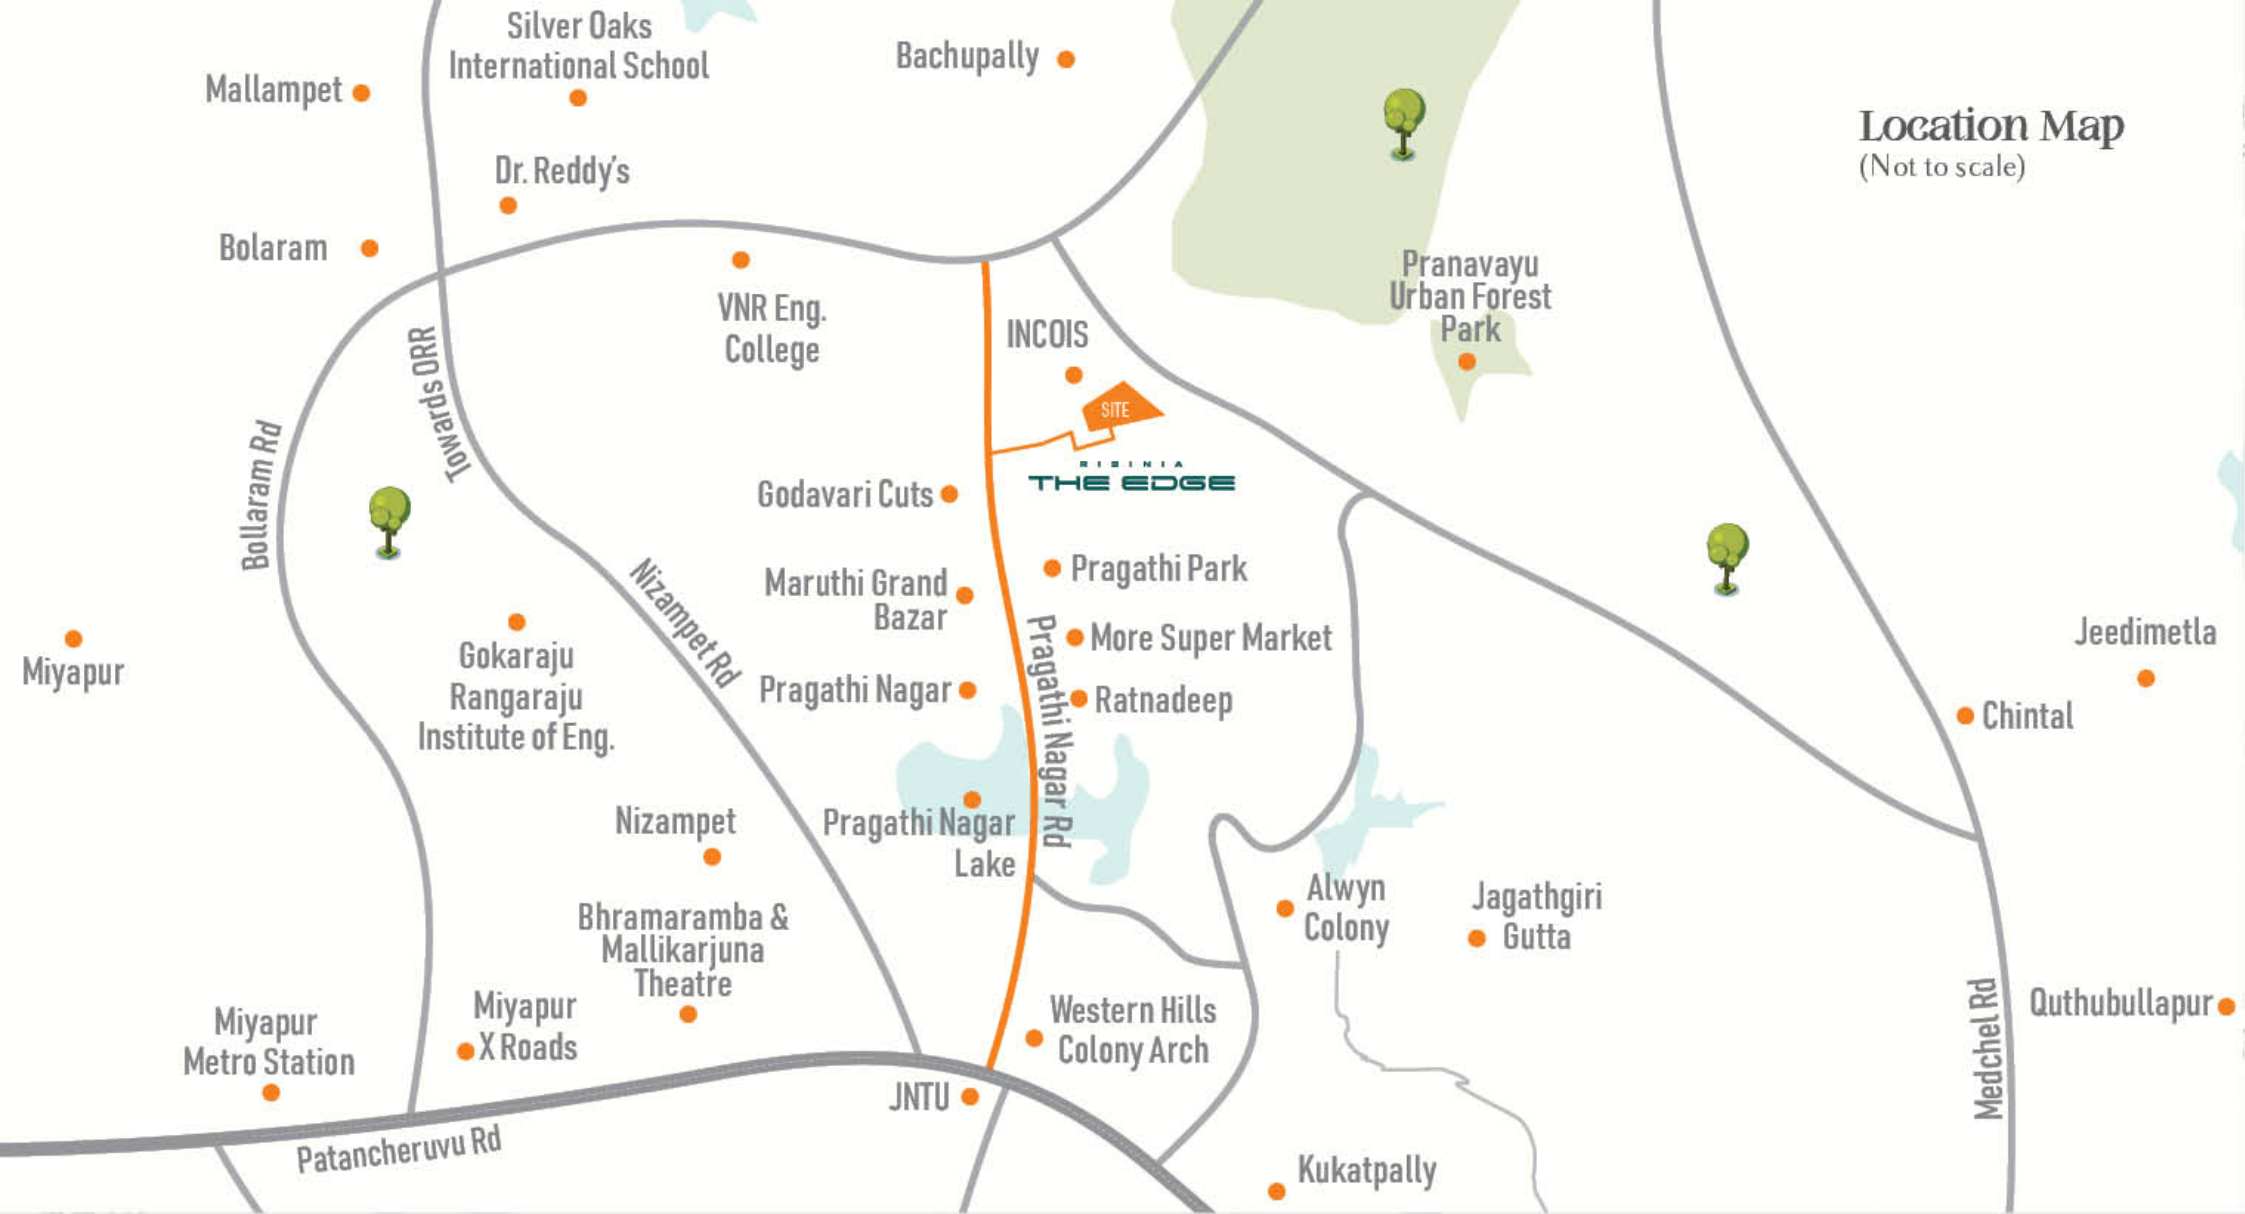 Silver Oaks
International School
Bachupally
Mallampet
Location Map
(Not to scale)
Dr. Reddy's
Bolaram
Pranavayu
Urban Forest
Park
VNR Eng.
College
INCOIS
Towards ORR
SITE
Bollaram Rd
RISINIA
THE EDGE
Godavari Cuts
Nizampet Rd
Pragathi Park
Maruthi Grand
Bazar
More Super Market
Jeedimetla
Miyapur
Gokaraju
Rangaraju
Institute of Eng.
Pragathi Nagar
Pragathi Nagar Rd
Ratnadeep
Chintal
Nizampet
Pragathi Nagar
Lake
Alwyn
Colony
Jagathgiri
Gutta
Bhramaramba &
Mallikarjuna
Theatre
Miyapur
Metro Station
Miyapur
X Roads
Western Hills
Colony Arch
Medchel Rd
Quthubullapur
JNTU
Patancheruvu Rd
Kukatpally